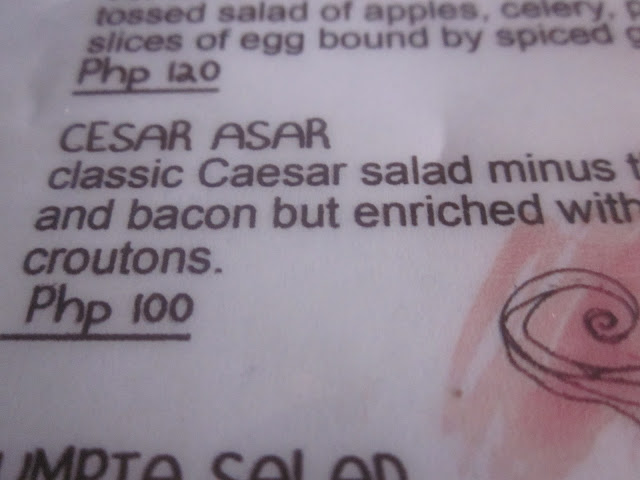 tossed salad of apples, celery,
slices of egg bound by spiced
Php 120
CESAR ASAR
classic Caesar salad minus
and bacon but enriched with
croutons.
Php 100
SALAD